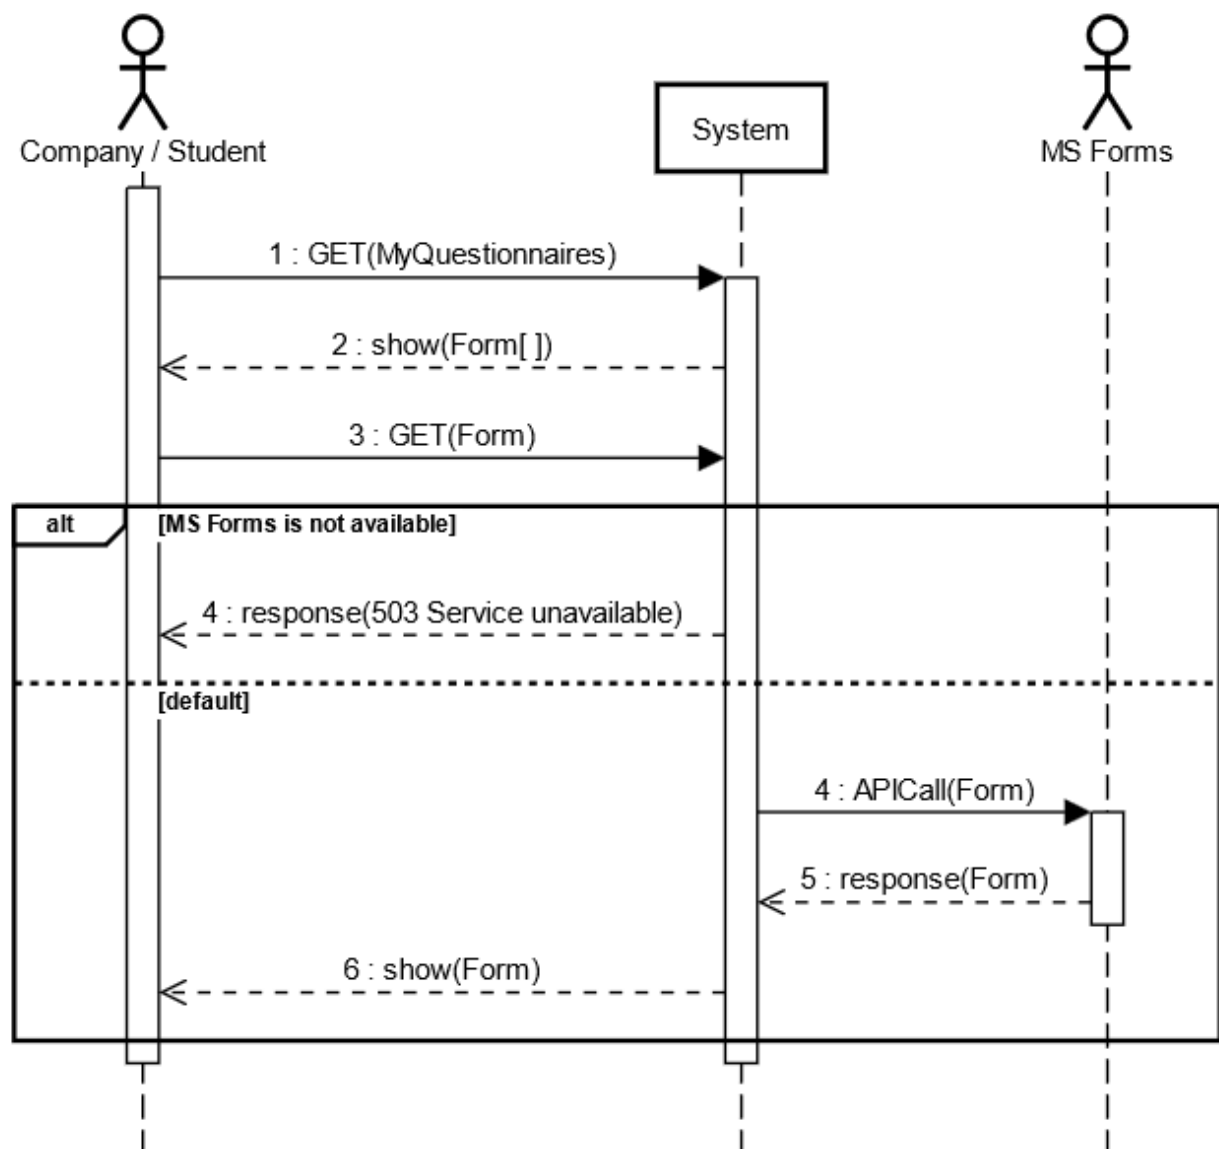 Company / Student
System
MS Forms
1 : GET(MyQuestionnaires)
2 : show(Form[ ])
3 : GET(Form)
alt
[MS Forms is not available]
4 : response(503 Service unavailable)
[default]
4 : APICall(Form)
5 : response(Form)
6 : show(Form)